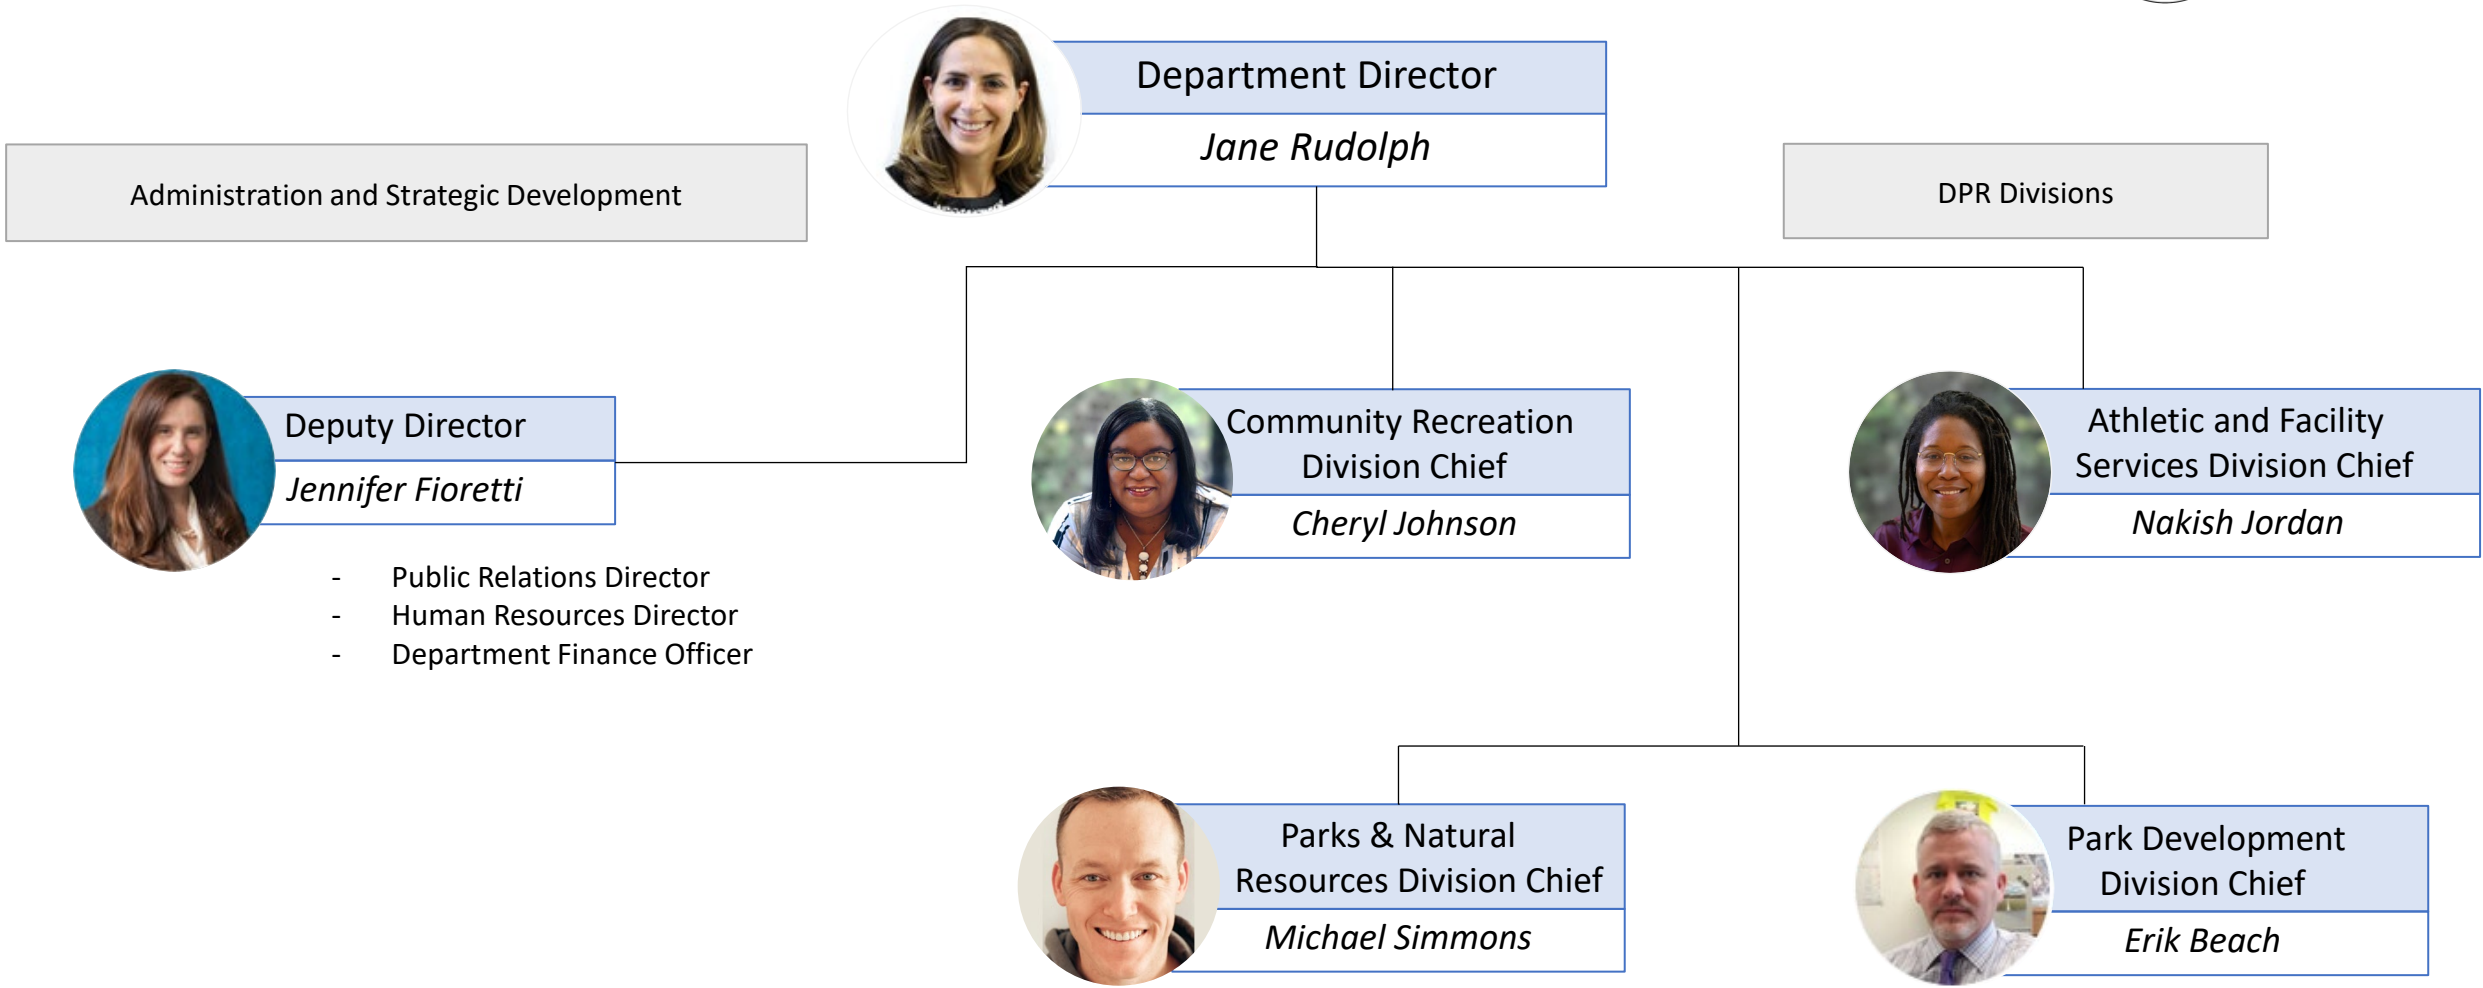 Department Director
Jane Rudolph
Administration and Strategic Development
DPR Divisions
Deputy Director
Jennifer Fioretti
- Public Relations Director
- Human Resources Director
- Department Finance Officer
Community Recreation
Division Chief
Cheryl Johnson
Athletic and Facility
Services Division Chief
Nakish Jordan
Parks & Natural
Resources Division Chief
Michael Simmons
Park Development
Division Chief
Erik Beach